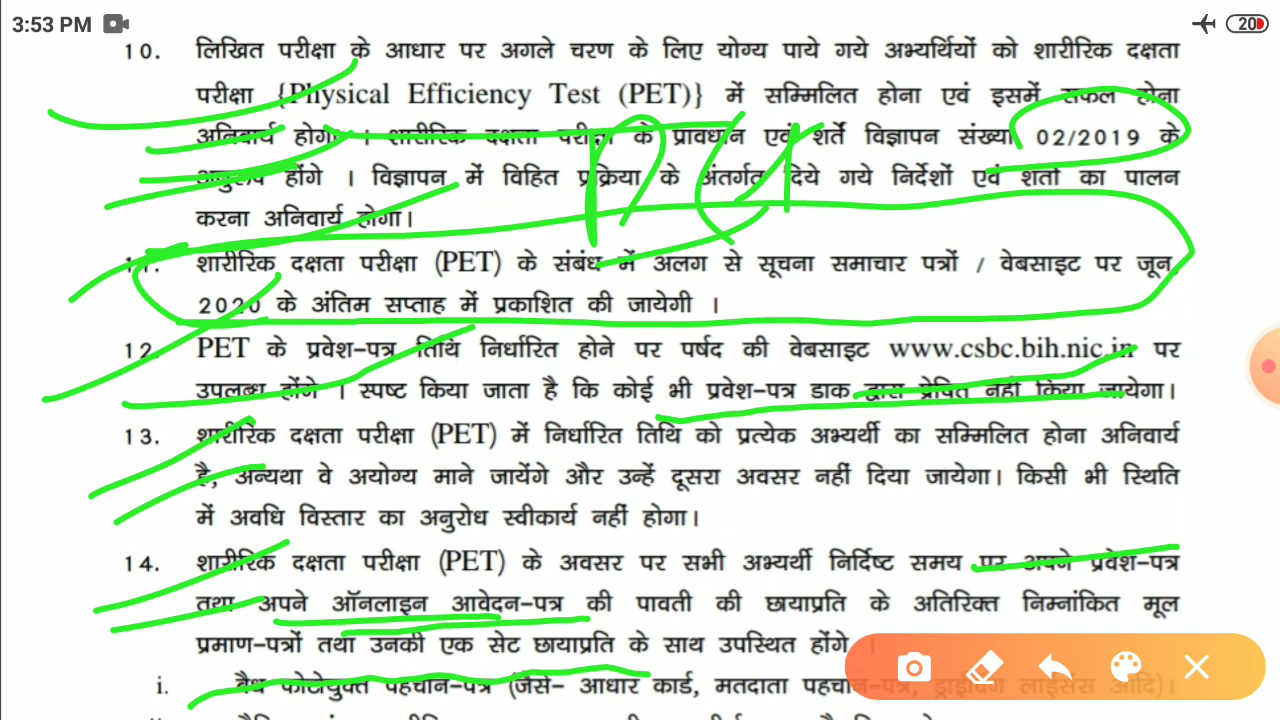 3:53 PM 20
10. लिखित परीक्षा के आधार पर अगले चरण के लिए योग्य पाये गये अभ्यर्थियों को शारीरिक दक्षता
परीक्षा {Physical Efficiency Test (PET)} में सम्मिलित होना एवं इसमें सफल होना
अनिवार्य होगा । शारीरिक दक्षता परीक्षा के प्रावधान एवं शर्तें विज्ञापन संख्या 02/2019 के
अनुरूप होंगे । विज्ञापन में विहित प्रक्रिया के अंतर्गत दिये गये निर्देशों एवं शर्तों का पालन
करना अनिवार्य होगा।
11. शारीरिक दक्षता परीक्षा (PET) के संबंध में अलग से सूचना समाचार पत्रों / वेबसाइट पर जून,
2020 के अंतिम सप्ताह में प्रकाशित की जायेगी ।
12. PET के प्रवेश-पत्र तिथि निर्धारित होने पर पर्षद की वेबसाइट www.csbc.bih.nic.in पर
उपलब्ध होंगे । स्पष्ट किया जाता है कि कोई भी प्रवेश-पत्र डाक द्वारा प्रेषित नहीं किया जायेगा।
13. शारीरिक दक्षता परीक्षा (PET) में निर्धारित तिथि को प्रत्येक अभ्यर्थी का सम्मिलित होना अनिवार्य
है, अन्यथा वे अयोग्य माने जायेंगे और उन्हें दूसरा अवसर नहीं दिया जायेगा। किसी भी स्थिति
में अवधि विस्तार का अनुरोध स्वीकार्य नहीं होगा।
14. शारीरिक दक्षता परीक्षा (PET) के अवसर पर सभी अभ्यर्थी निर्दिष्ट समय पर अपने प्रवेश-पत्र
तथा अपने ऑनलाइन आवेदन-पत्र की पावती की छायाप्रति के अतिरिक्त निम्नांकित मूल
प्रमाण-पत्रों तथा उनकी एक सेट छायाप्रति के साथ उपस्थित होंगे ।
i. वैध फोटोयुक्त पहचान-पत्र (जैसे- आधार कार्ड, मतदाता पहचान-पत्र, ड्राईविंग लाइसेंस आदि)।